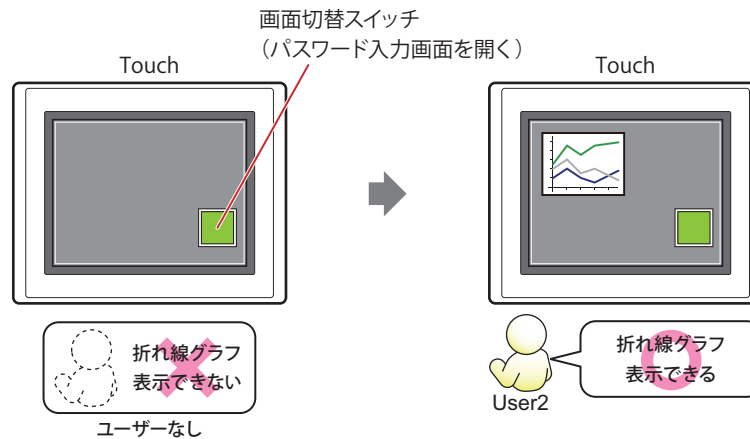 画面切替スイッチ
（パスワード入力画面を開く）
Touch
Touch
折れ線グラフ
表示できない
ユーザーなし
折れ線グラフ
表示できる
User2